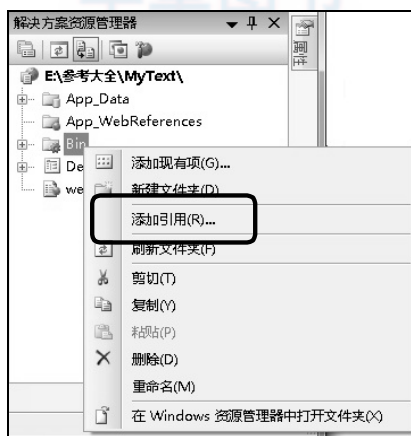 解决方案资源管理器
属性
E:\参考大全\MyText\
App_Data
App_WebReferences
Bin
De
we
添加现有项(G)...
新建文件夹(D)
添加引用(R)...
刷新文件夹(F)
剪切(T)
复制(Y)
粘贴(P)
删除(D)
重命名(M)
在 Windows 资源管理器中打开文件夹(X)